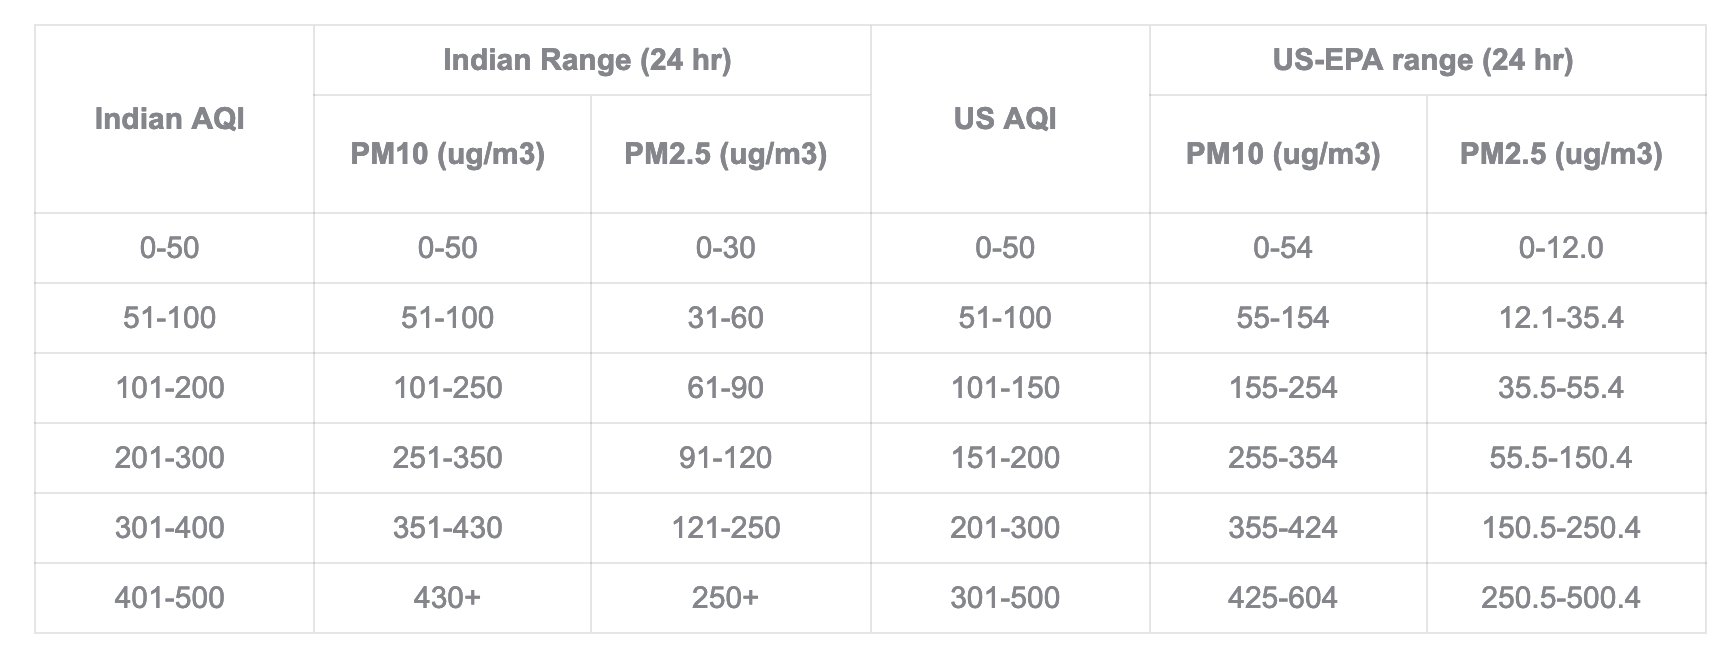 Indian AQI Indian Range (24 hr) US AQI US-EPA range (24 hr)
PM10 (ug/m3) PM2.5 (ug/m3) PM10 (ug/m3) PM2.5 (ug/m3)
0-50 0-50 0-30 0-50 0-54 0-12.0
51-100 51-100 31-60 51-100 55-154 12.1-35.4
101-200 101-250 61-90 101-150 155-254 35.5-55.4
201-300 251-350 91-120 151-200 255-354 55.5-150.4
301-400 351-430 121-250 201-300 355-424 150.5-250.4
401-500 430+ 250+ 301-500 425-604 250.5-500.4